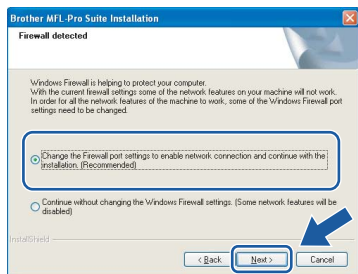 Brother MFL-Pro Suite Installation
Firewall detected
Windows Firewall is helping to protect your computer.
With the current firewall settings some of the network features on your machine will not work.
In order for all the network features of the machine to work, some of the Windows Firewall port
settings need to be changed.
Change the Firewall port settings to enable network connection and continue with the
installation. (Recommended)
Continue without changing the Windows Firewall settings. (Some network features will be
disabled)
InstallShield
< Back
Next >
Cancel